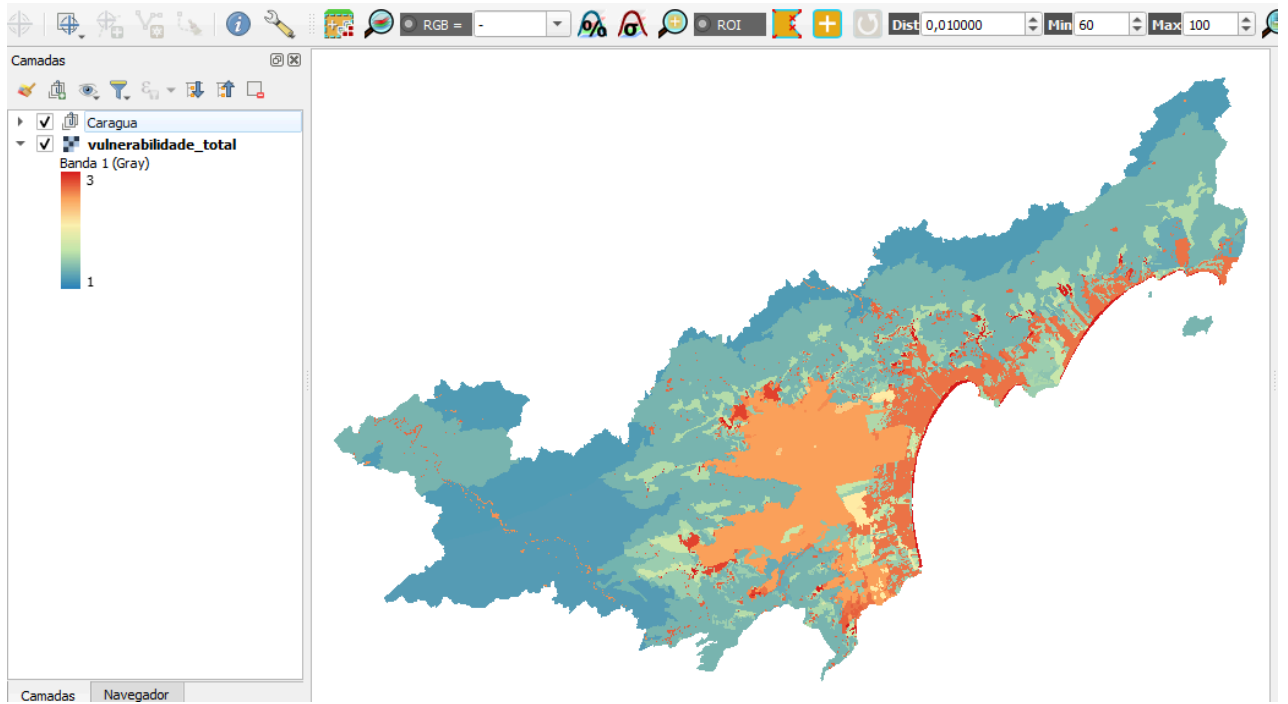 RGB = - ROI Dist 0,010000 Min 60 Max 100
Camadas
Caragua
vulnerabilidade_total
Banda 1 (Gray)
3
1
Camadas Navegador